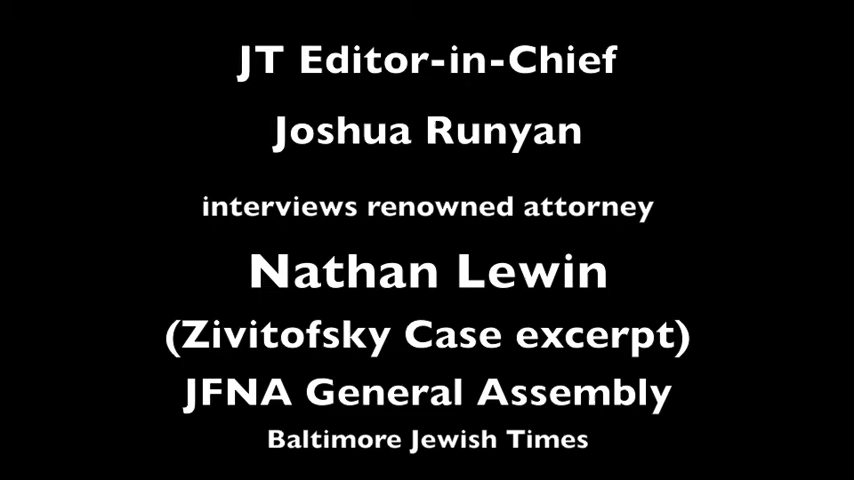 JT Editor-in-Chief
Joshua Runyan
interviews renowned attorney
Nathan Lewin
(Zivitofsky Case excerpt)
JFNA General Assembly
Baltimore Jewish Times